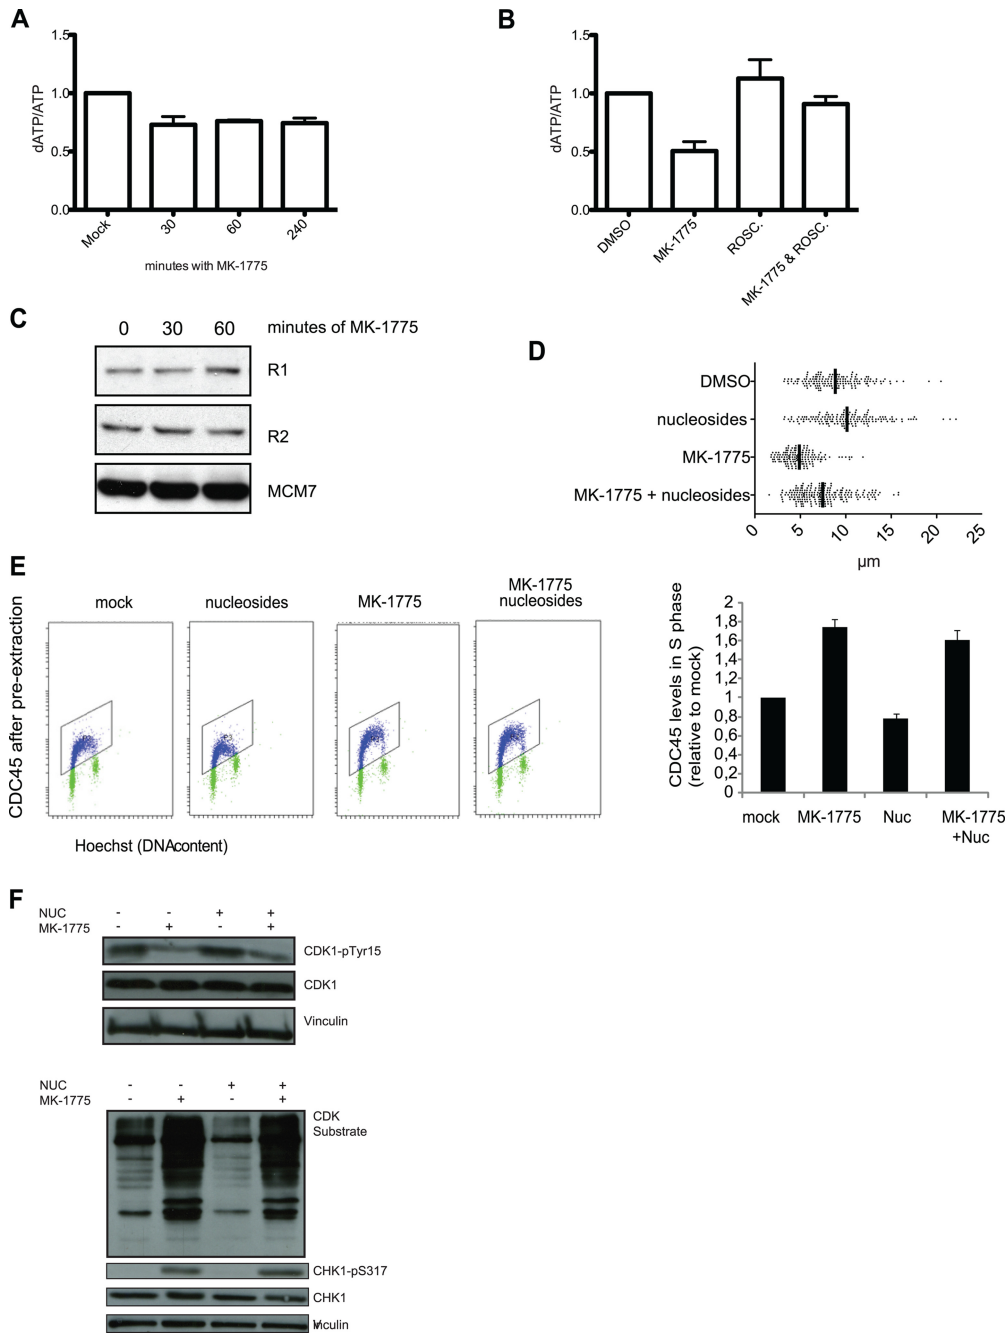 A
1.5
1.0
0.5
0.0
dATP/ATP
Mock
30
60
240
minutes with MK-1775
B
1.5
1.0
0.5
0.0
dATP/ATP
DMSO
MK-1775
ROSC.
MK-1775 & ROSC.
C
0 30 60 minutes of MK-1775
R1
R2
MCM7
D
DMSO
nucleosides
MK-1775
MK-1775 + nucleosides
0 5 10 15 20 25
µm
E
CDC45 after pre-extraction
mock
nucleosides
MK-1775
MK-1775
nucleosides
Hoechst (DNAcontent)
CDC45 levels in S phase
(relative to mock)
2
1,8
1,6
1,4
1,2
1
0,8
0,6
0,4
0,2
0
mock MK-1775 Nuc MK-1775
+Nuc
F
NUC - - + +
MK-1775 - + - +
CDK1-pTyr15
CDK1
Vinculin
NUC - - + +
MK-1775 - + - +
CDK
Substrate
CHK1-pS317
CHK1
Vinculin